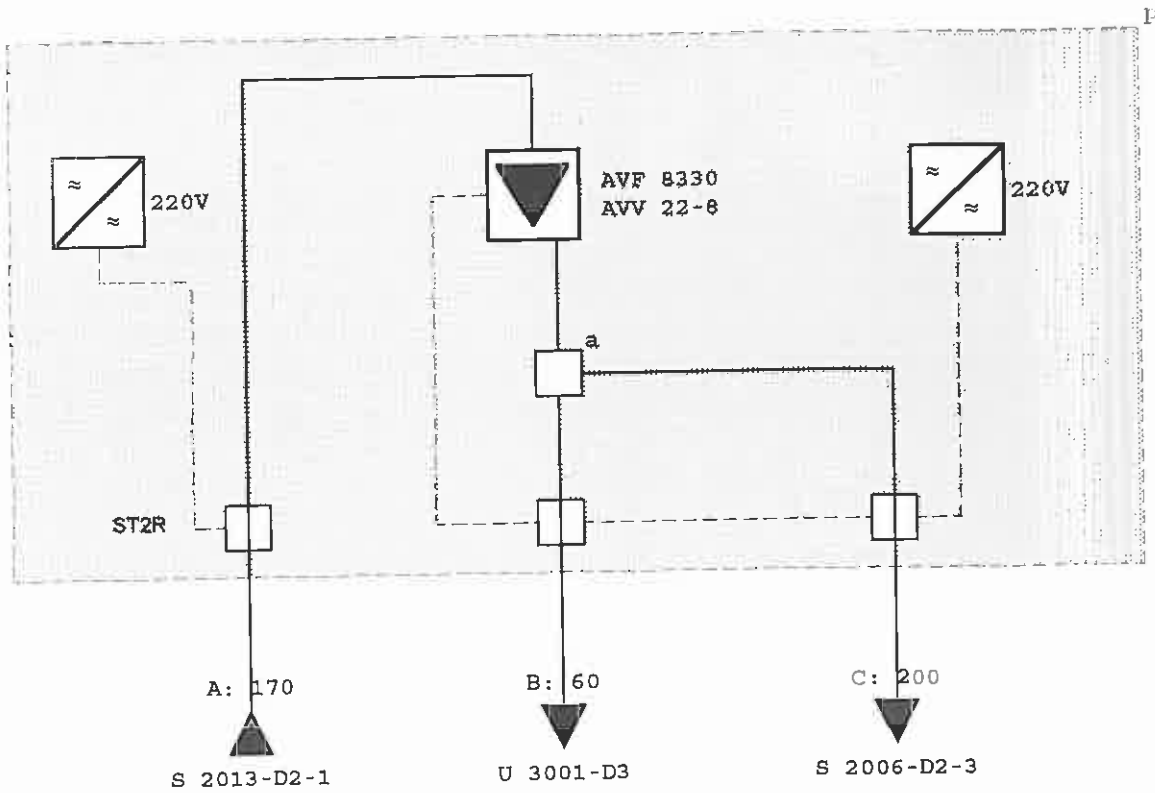 220V
AVF 8330
AVV 22-8
220V
a
ST2R
A: 170
B: 60
C: 200
S 2013-D2-1
U 3001-D3
S 2006-D2-3